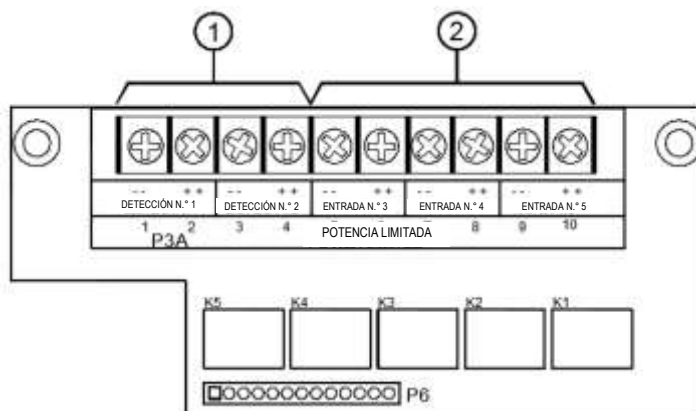 1 2
-- ++ -- ++ -- ++ -- ++ -- ++
DETECCIÓN N.° 1 DETECCIÓN N.° 2 ENTRADA N.° 3 ENTRADA N.° 4 ENTRADA N.° 5
1 2 3 4 8 9 10
P3A POTENCIA LIMITADA
K5 K4 K3 K2 K1
P6